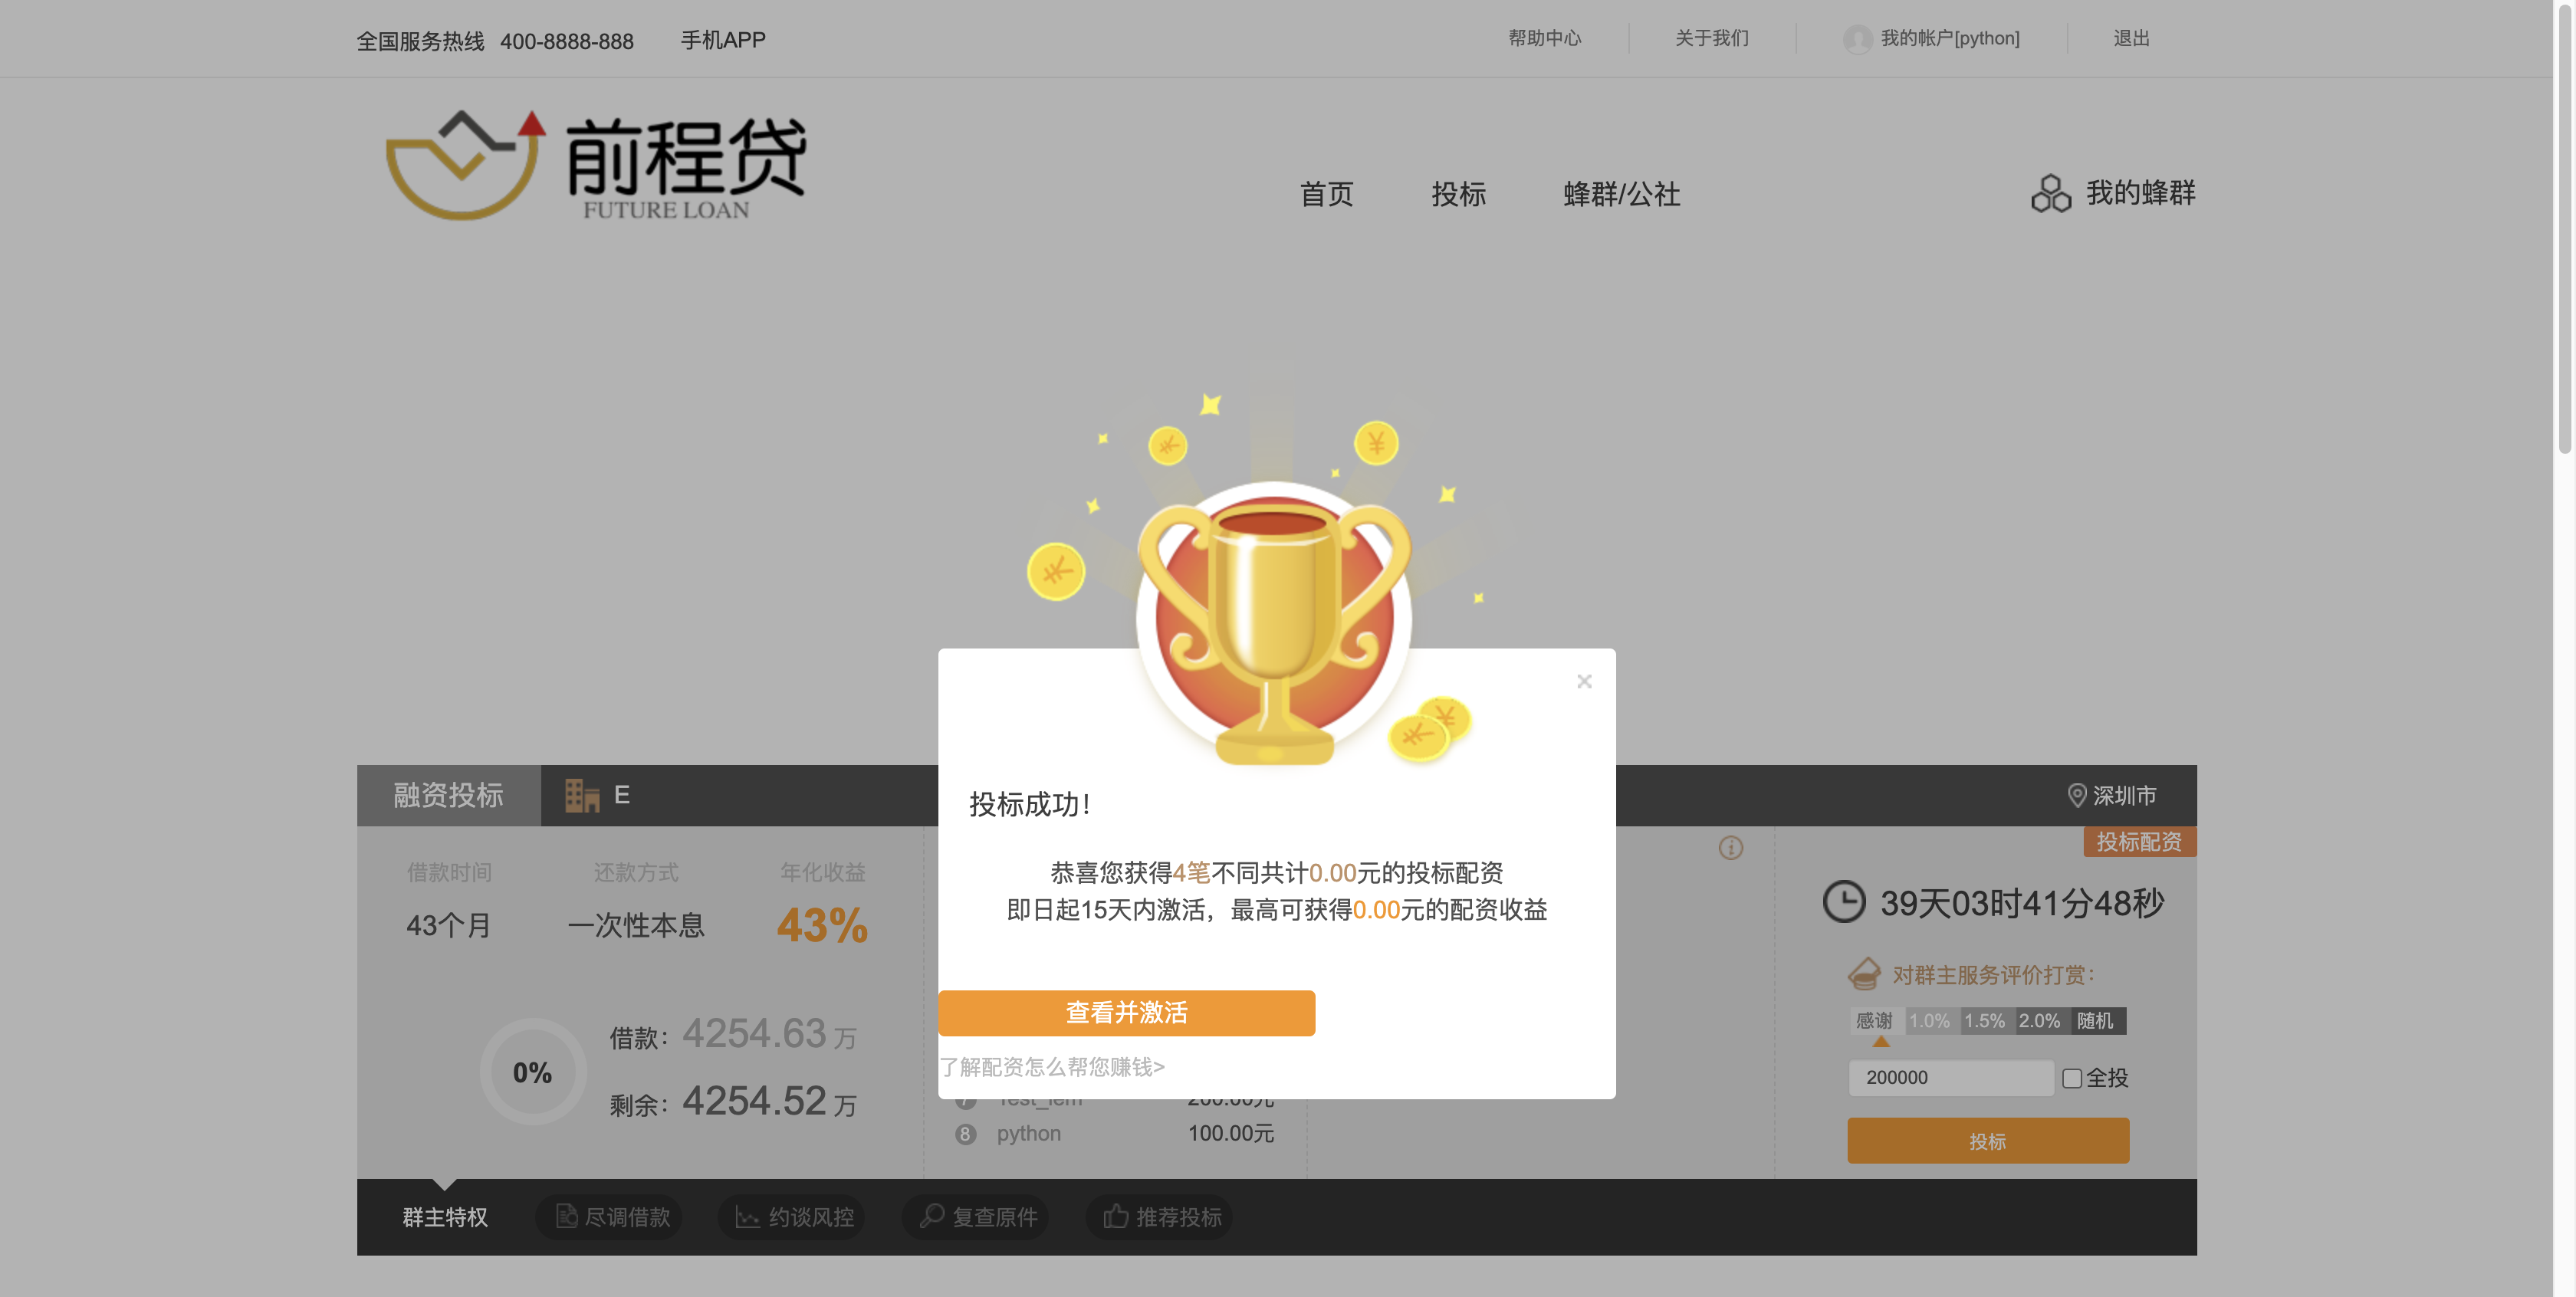 全国服务热线 400-8888-888 手机APP
帮助中心 关于我们 我的帐户[python] 退出
前程贷
FUTURE LOAN
首页 投标 蜂群/公社 我的蜂群
融资投标 E 深圳市
投标配资
借款时间 还款方式 年化收益
43个月 一次性本息 43%
0%
借款：4254.63万
剩余：4254.52万
投标成功！
恭喜您获得4笔不同共计0.00元的投标配资
即日起15天内激活，最高可获得0.00元的配资收益
查看并激活
了解配资怎么帮您赚钱>
8 python 100.00元
39天03时41分48秒
对群主服务评价打赏：
感谢 1.0% 1.5% 2.0% 随机
200000 全投
投标
群主特权 尽调借款 约谈风控 复查原件 推荐投标